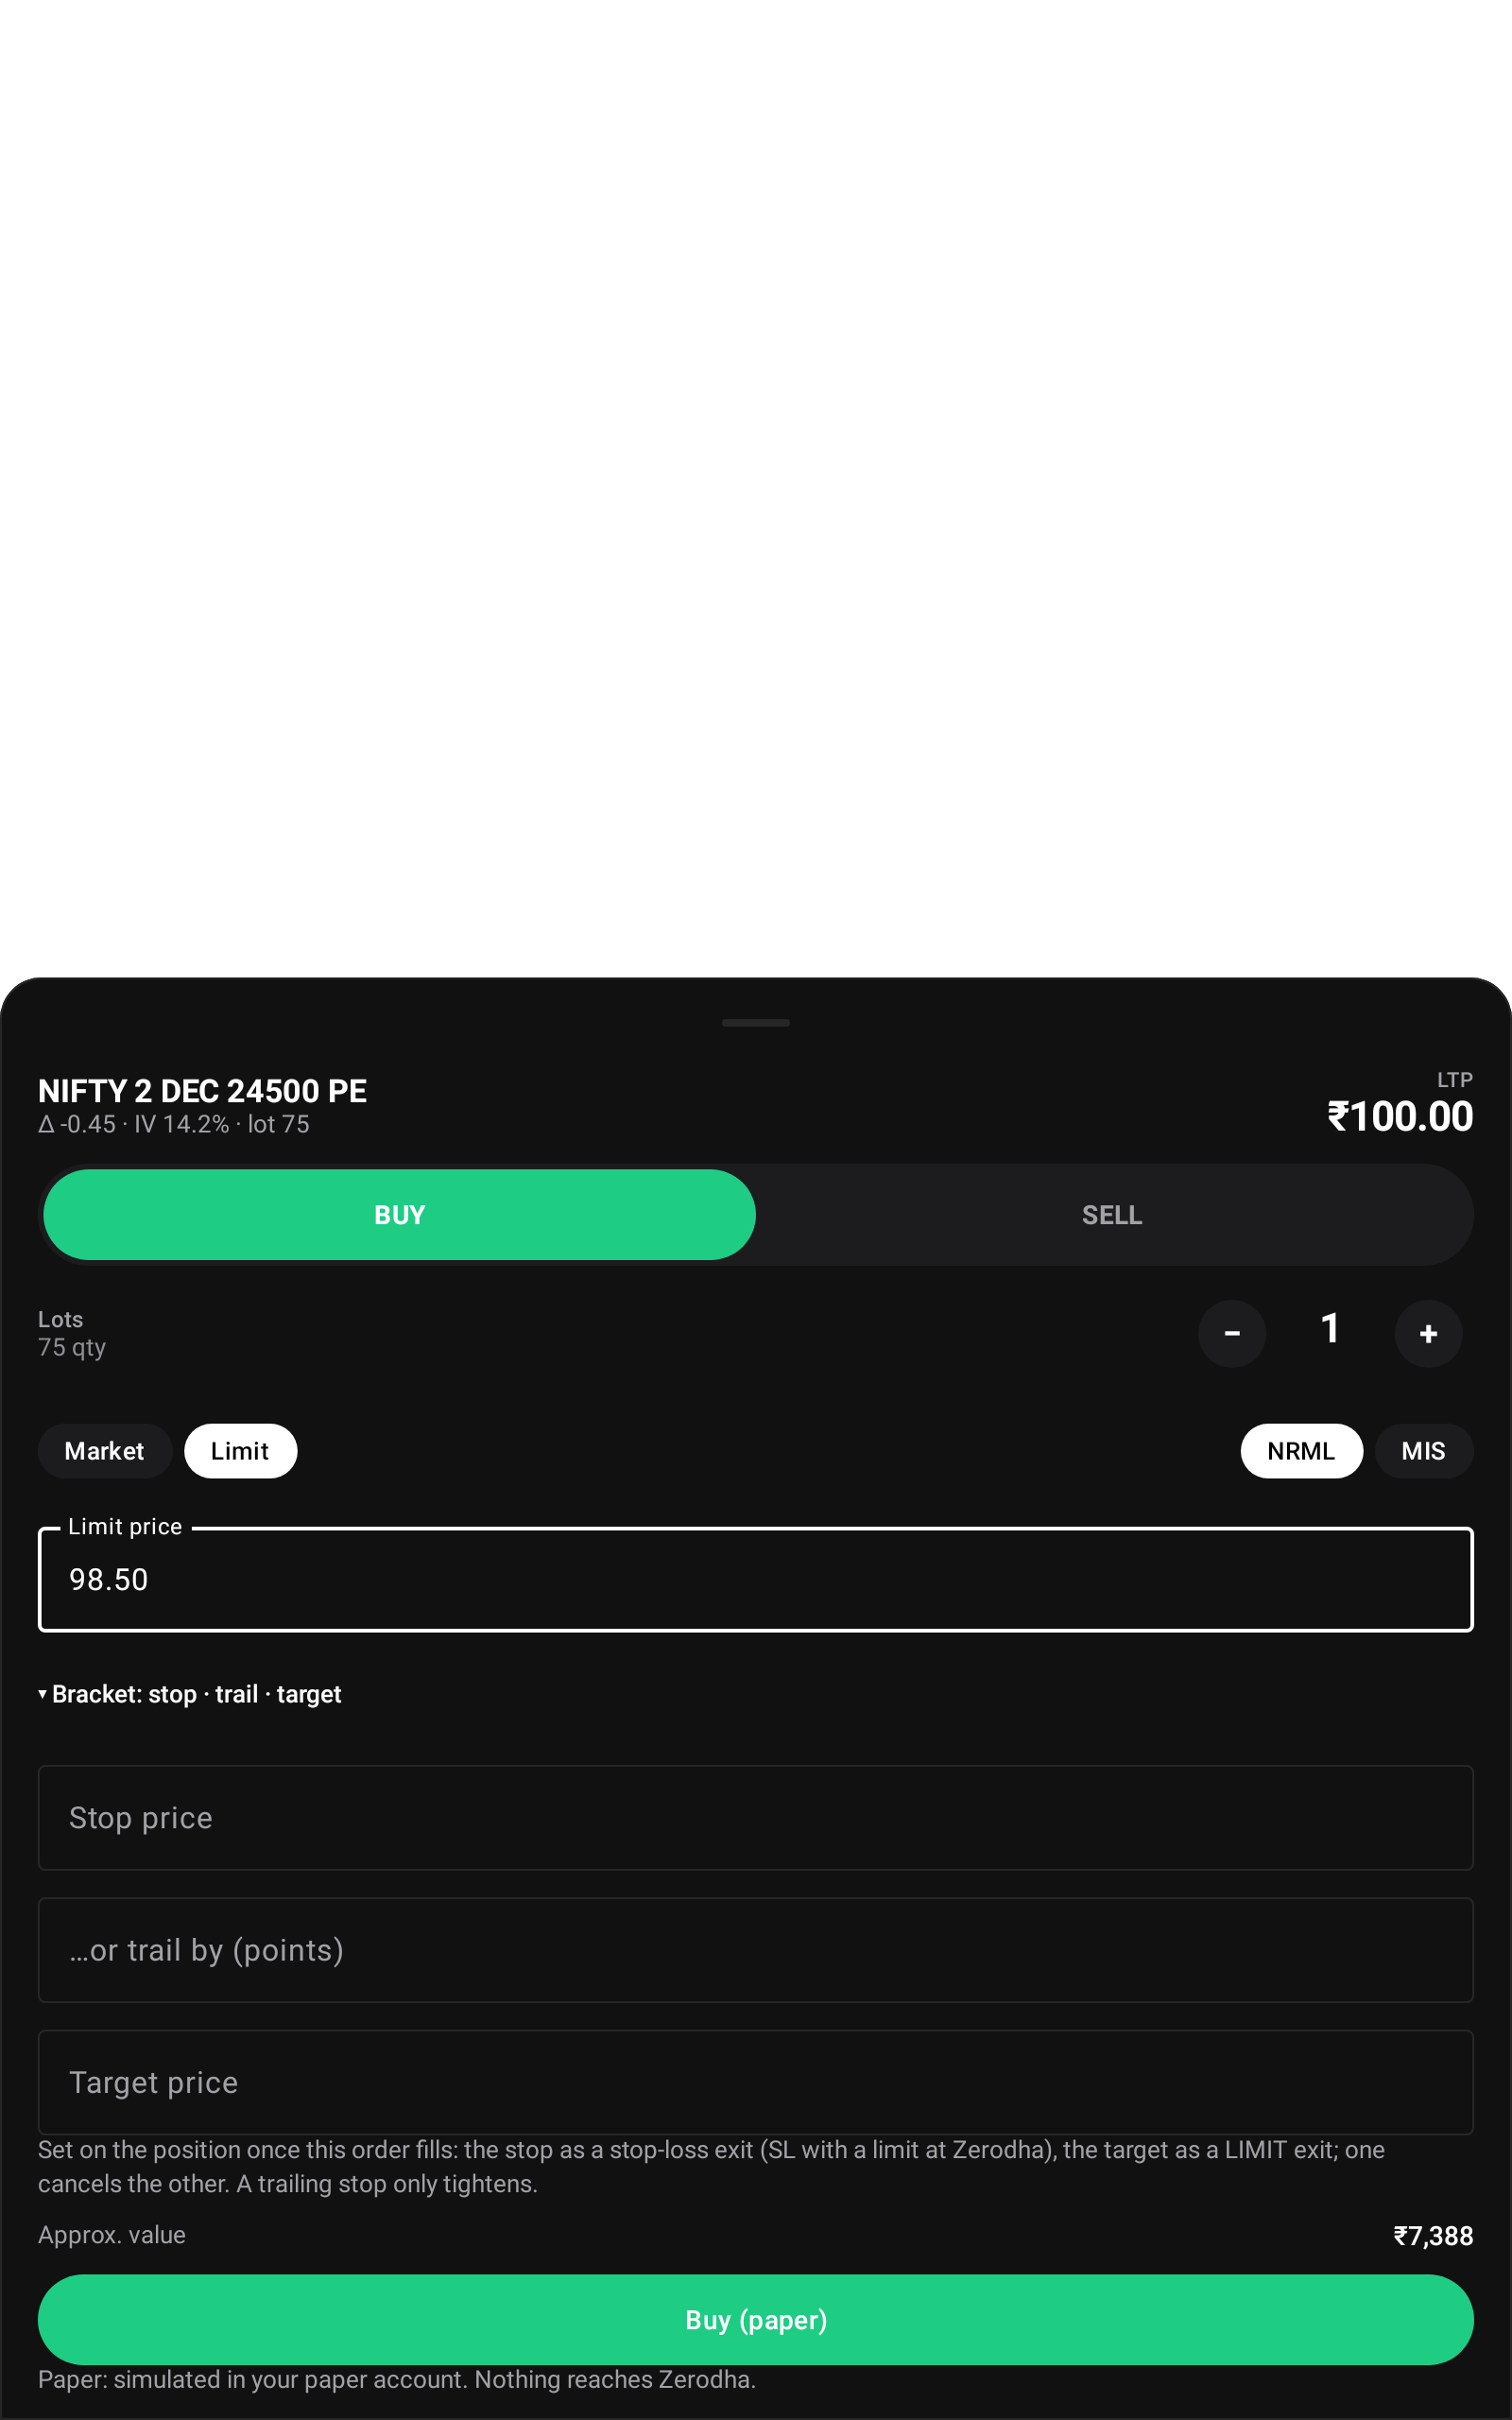 NIFTY 2 DEC 24500 PE
LTP
Δ -0.45 · IV 14.2% · lot 75
₹100.00
BUY
SELL
Lots
75 qty
−
1
+
Market
Limit
NRML
MIS
Limit price
98.50
▾ Bracket: stop · trail · target
Stop price
…or trail by (points)
Target price
Set on the position once this order fills: the stop as a stop-loss exit (SL with a limit at Zerodha), the target as a LIMIT exit; one
cancels the other. A trailing stop only tightens.
Approx. value
₹7,388
Buy (paper)
Paper: simulated in your paper account. Nothing reaches Zerodha.